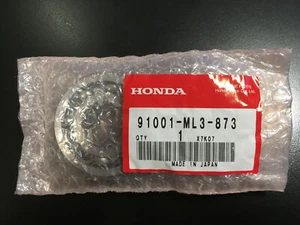 HONDA
91001-ML3-873
QTY 1 X7K07
MADE IN JAPAN